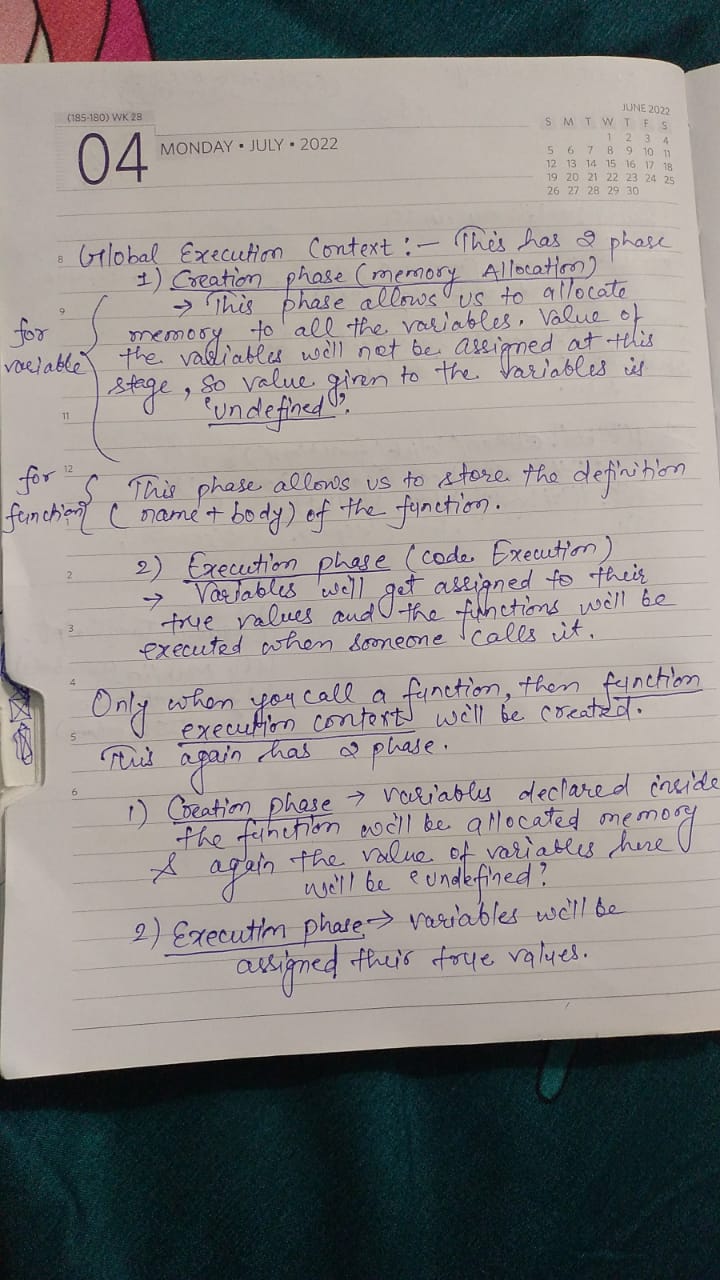 (185-180) WK 28
04 MONDAY • JULY • 2022
JUNE 2022
S M T W T F S
1 2 3 4
5 6 7 8 9 10 11
12 13 14 15 16 17 18
19 20 21 22 23 24 25
26 27 28 29 30
8 Global Execution Context :- This has 2 phase
1) Creation phase (memory Allocation)
9 → This phase allows us to allocate
for memory to all the variables. Value of
variable the variables will not be assigned at this
stage, so value given to the variables is
11 'undefined'.
for 12 This phase allows us to store the definition
function (name + body) of the function.
2) Execution phase (code Execution)
2 → Variables will get assigned to their
3 true values and the functions will be
executed when someone calls it.
4 Only when you call a function, then function
5 execution context will be created.
This again has 2 phase.
6
1) Creation phase → variables declared inside
the function will be allocated memory
& again the value of variables here
will be 'undefined'
2) Execution phase → variables will be
assigned their true values.